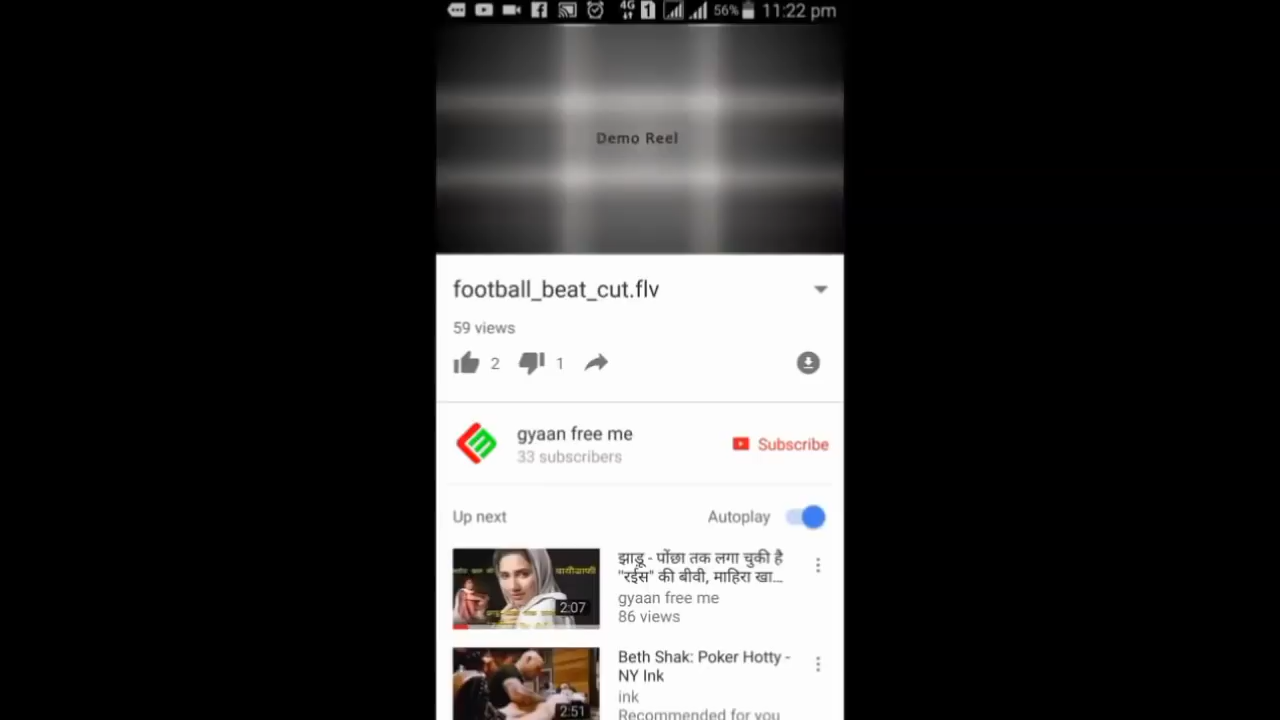 4G 1 56% 11:22 pm
Demo Reel
football_beat_cut.flv
59 views
2 1
gyaan free me
33 subscribers
Subscribe
Up next
Autoplay
झाड़ू - पोंछा तक लगा चुकी है
"रईस" की बीवी, माहिरा खा...
gyaan free me
86 views
2:07
Beth Shak: Poker Hotty -
NY Ink
ink
Recommended for you
2:51